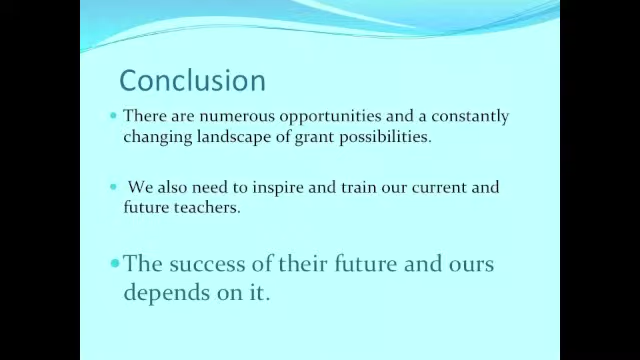 Conclusion
• There are numerous opportunities and a constantly
changing landscape of grant possibilities.
• We also need to inspire and train our current and
future teachers.
• The success of their future and ours
depends on it.